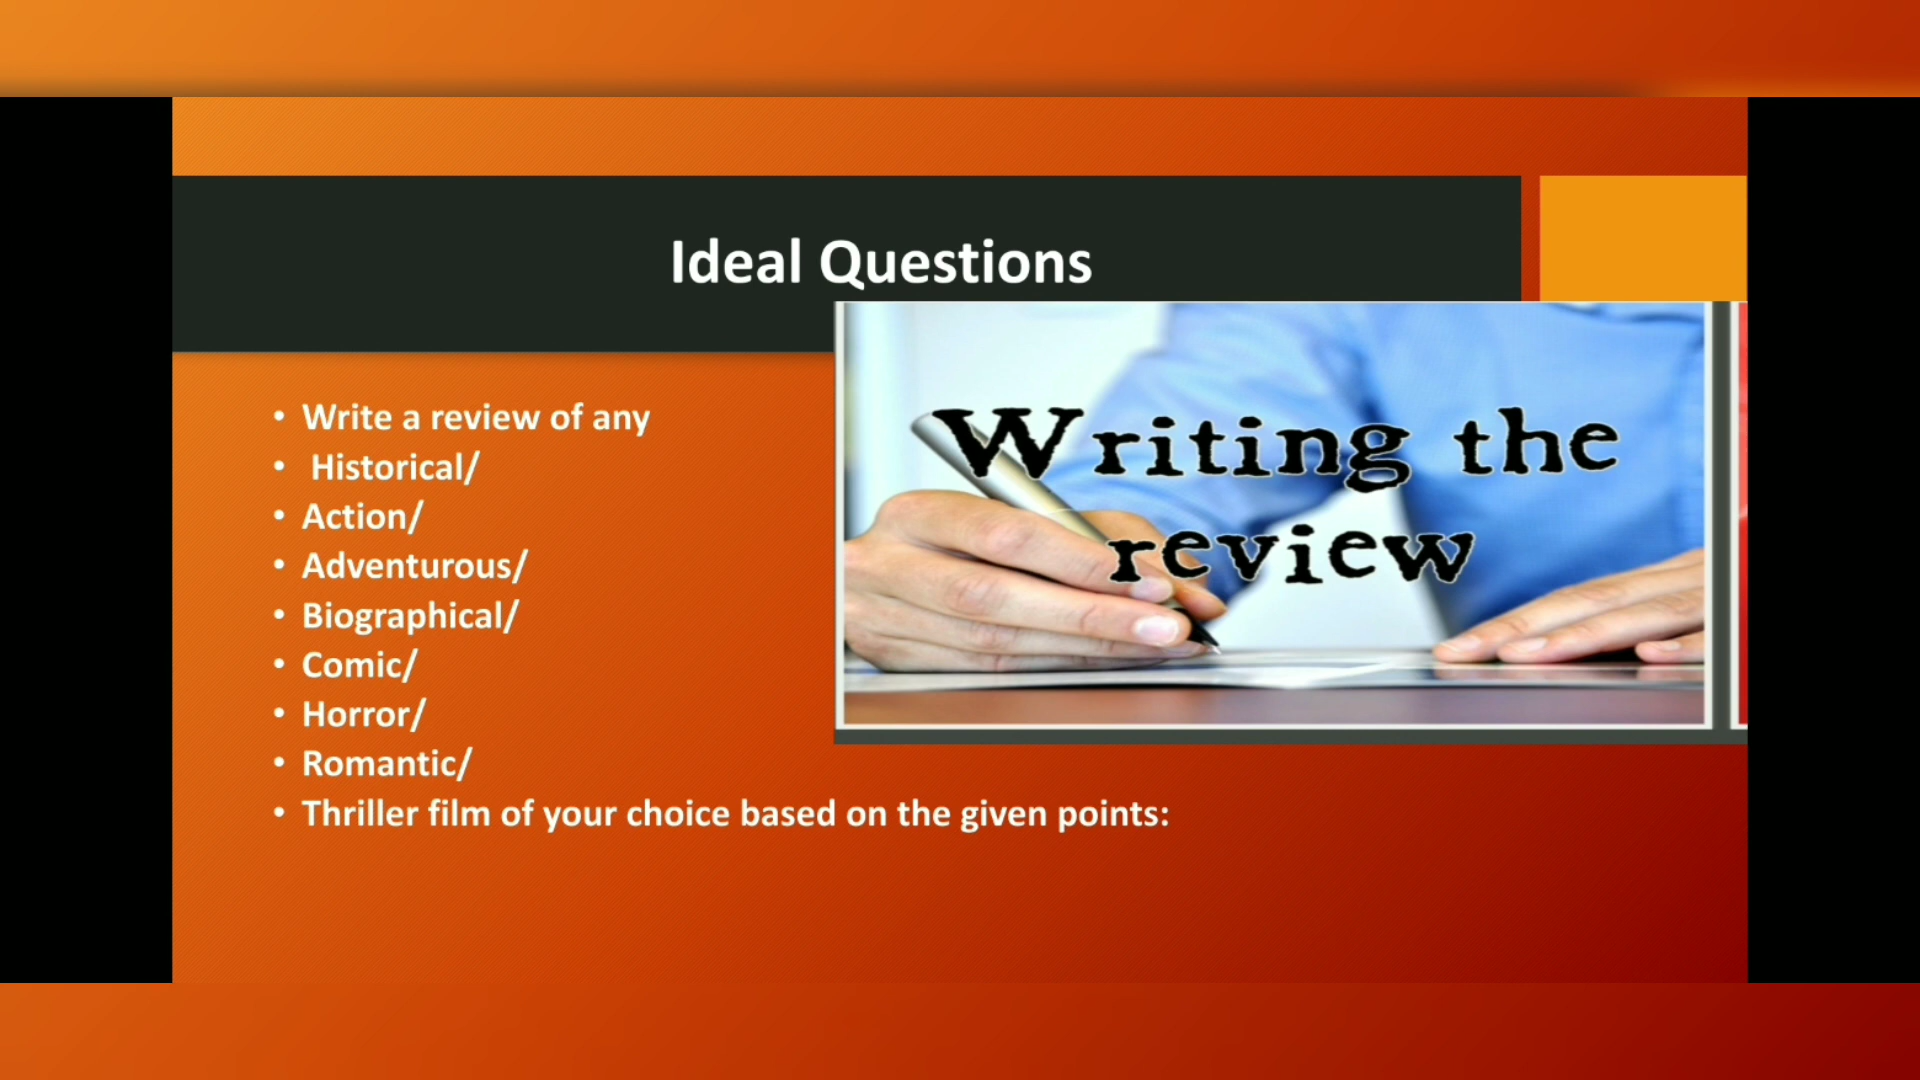 Ideal Questions
• Write a review of any
• Historical/
• Action/
• Adventurous/
• Biographical/
• Comic/
• Horror/
• Romantic/
• Thriller film of your choice based on the given points:
Writing the
review